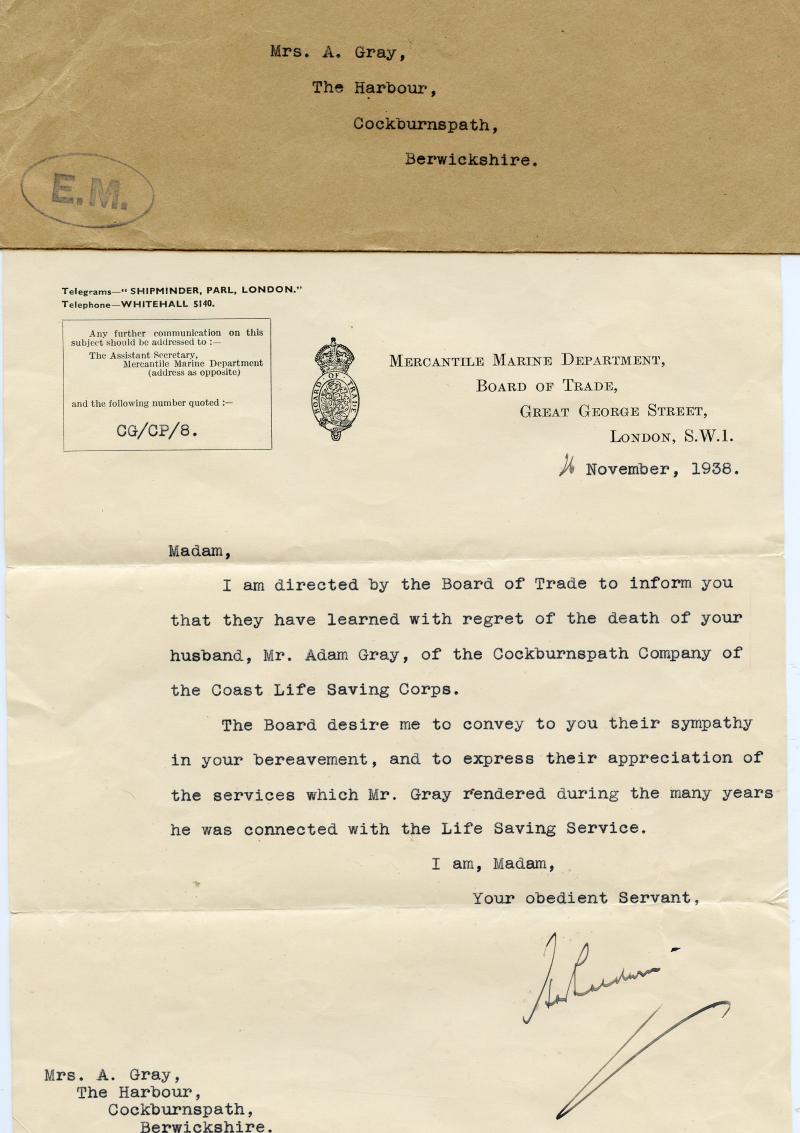 Mrs. A. Gray,
The Harbour,
Cockburnspath,
Berwickshire.
E.M.
Telegrams—"SHIPMINDER, PARL, LONDON."
Telephone—WHITEHALL 5140.
Any further communication on this
subject should be addressed to :—
The Assistant Secretary,
Mercantile Marine Department
(address as opposite)
and the following number quoted :—
CG/CP/8.
BOARD OF TRADE
MERCANTILE MARINE DEPARTMENT,
BOARD OF TRADE,
GREAT GEORGE STREET,
LONDON, S.W.1.
November, 1938.
Madam,
I am directed by the Board of Trade to inform you
that they have learned with regret of the death of your
husband, Mr. Adam Gray, of the Cockburnspath Company of
the Coast Life Saving Corps.
The Board desire me to convey to you their sympathy
in your bereavement, and to express their appreciation of
the services which Mr. Gray rendered during the many years
he was connected with the Life Saving Service.
I am, Madam,
Your obedient Servant,
Mrs. A. Gray,
The Harbour,
Cockburnspath,
Berwickshire.